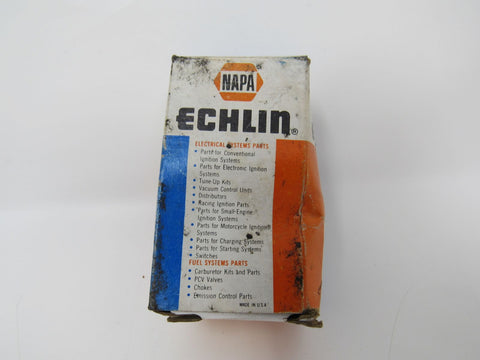 NAPA
ECHLIN®
ELECTRICAL SYSTEMS PARTS
• Parts for Conventional
Ignition Systems
• Parts for Electronic Ignition
Systems
• Tune-Up Kits
• Vacuum Control Units
• Distributors
• Racing Ignition Parts
• Parts for Small-Engine
Ignition Systems
• Parts for Motorcycle Ignition
Systems
• Parts for Charging Systems
• Parts for Starting Systems
• Switches
FUEL SYSTEMS PARTS
• Carburetor Kits and Parts
• PCV Valves
• Chokes
• Emission Control Parts
MADE IN U.S.A.